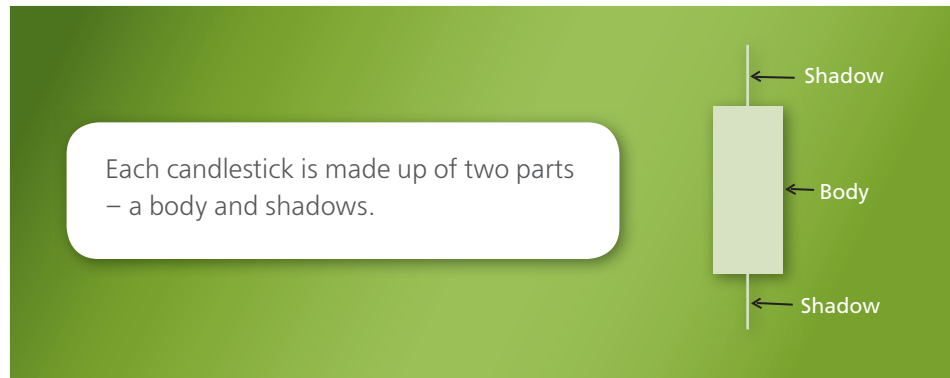 Shadow
Each candlestick is made up of two parts
– a body and shadows.
Body
Shadow